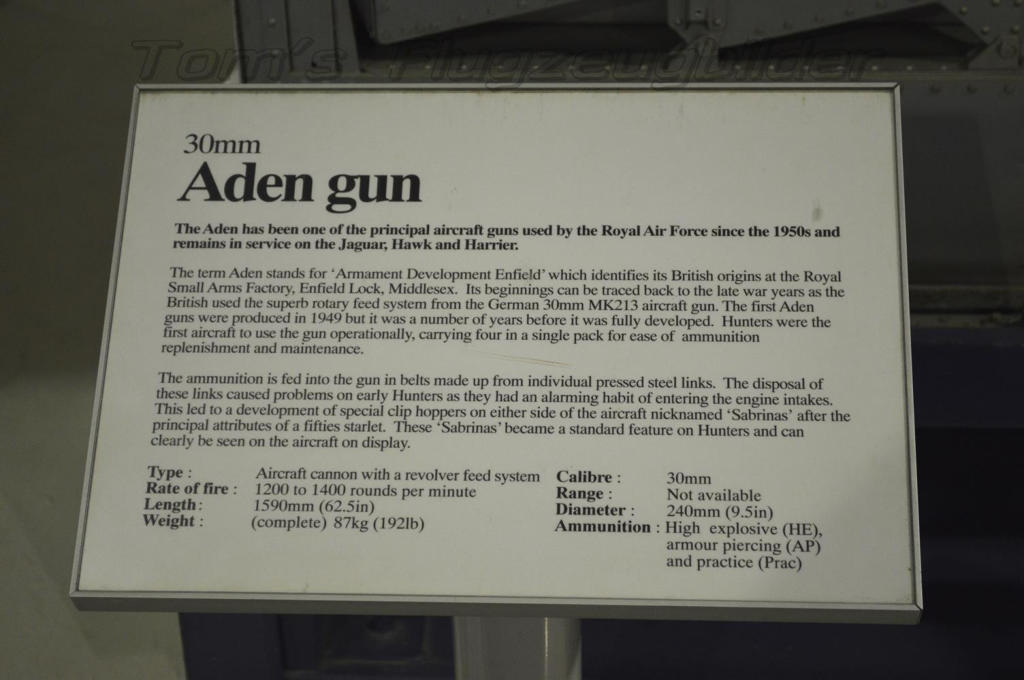 Tom's Flugzeugbilder
30mm
Aden gun
The Aden has been one of the principal aircraft guns used by the Royal Air Force since the 1950s and
remains in service on the Jaguar, Hawk and Harrier.
The term Aden stands for 'Armament Development Enfield' which identifies its British origins at the Royal
Small Arms Factory, Enfield Lock, Middlesex. Its beginnings can be traced back to the late war years as the
British used the superb rotary feed system from the German 30mm MK213 aircraft gun. The first Aden
guns were produced in 1949 but it was a number of years before it was fully developed. Hunters were the
first aircraft to use the gun operationally, carrying four in a single pack for ease of ammunition
replenishment and maintenance.
The ammunition is fed into the gun in belts made up from individual pressed steel links. The disposal of
these links caused problems on early Hunters as they had an alarming habit of entering the engine intakes.
This led to a development of special clip hoppers on either side of the aircraft nicknamed 'Sabrinas' after the
principal attributes of a fifties starlet. These 'Sabrinas' became a standard feature on Hunters and can
clearly be seen on the aircraft on display.
Type : Aircraft cannon with a revolver feed system
Rate of fire : 1200 to 1400 rounds per minute
Length : 1590mm (62.5in)
Weight : (complete) 87kg (192lb)
Calibre : 30mm
Range : Not available
Diameter : 240mm (9.5in)
Ammunition : High explosive (HE),
armour piercing (AP)
and practice (Prac)